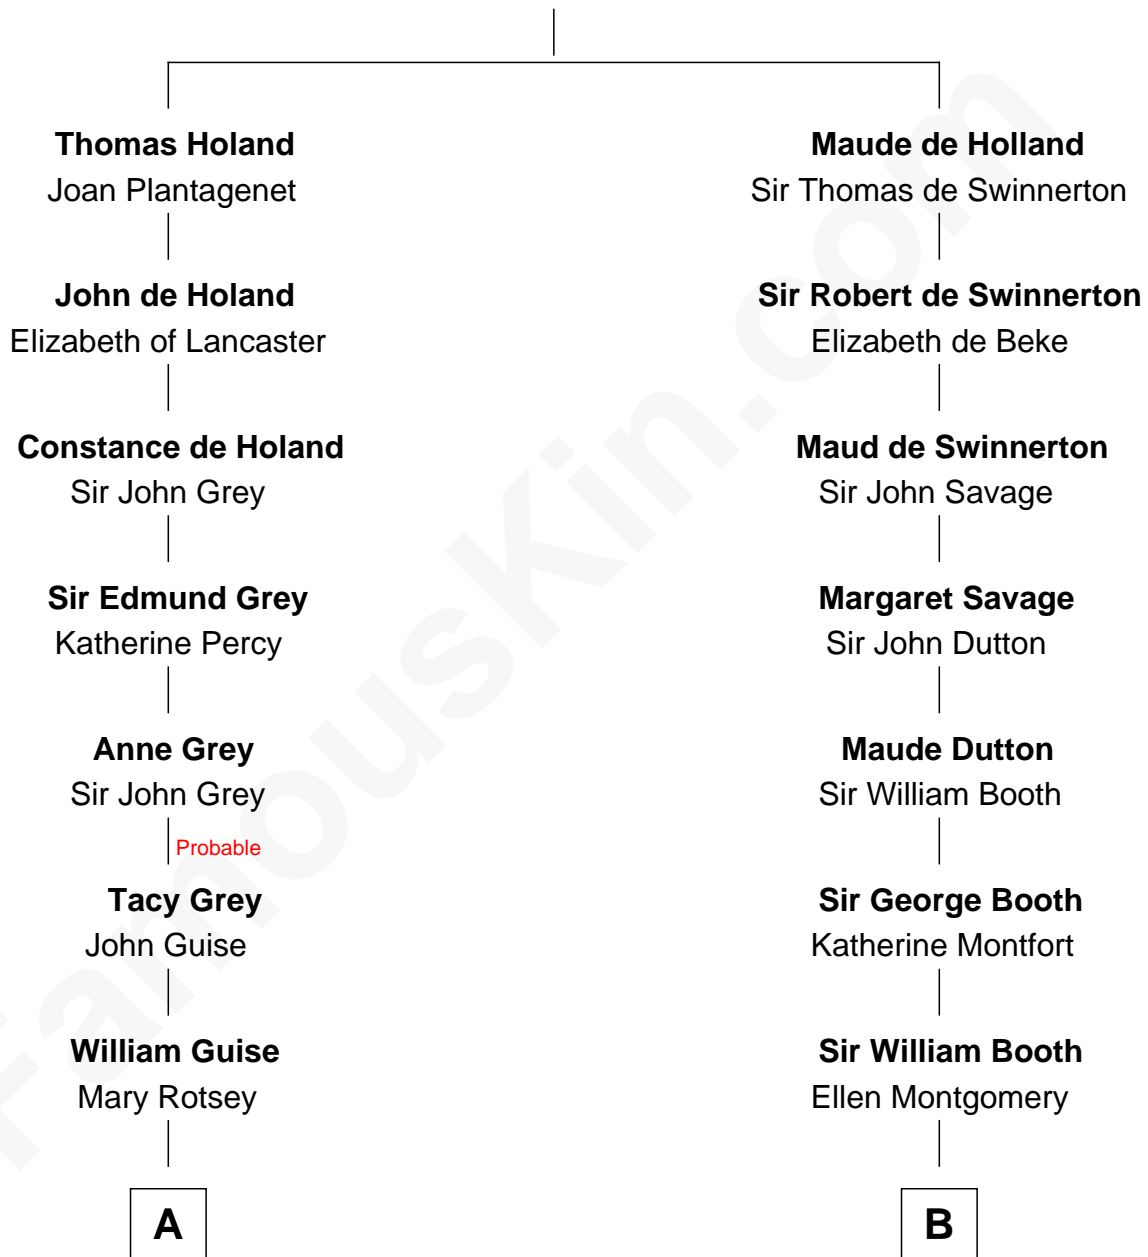 Thomas Holand
Joan Plantagenet
Maude de Holland
Sir Thomas de Swinnerton
John de Holand
Elizabeth of Lancaster
Sir Robert de Swinnerton
Elizabeth de Beke
Constance de Holand
Sir John Grey
Maud de Swinnerton
Sir John Savage
Sir Edmund Grey
Katherine Percy
Margaret Savage
Sir John Dutton
Anne Grey
Sir John Grey
Maude Dutton
Sir William Booth
Probable
Tacy Grey
John Guise
Sir George Booth
Katherine Montfort
William Guise
Mary Rotsey
Sir William Booth
Ellen Montgomery
A
B
FamousKin.com